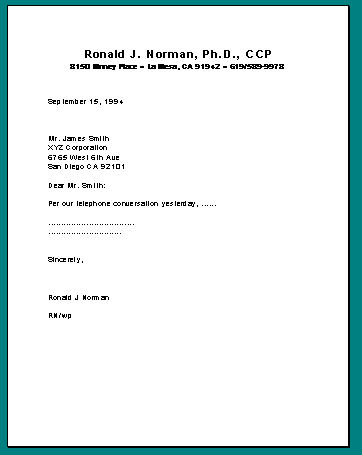 Ronald J. Norman, Ph.D., CCP
8150 Place – La Mesa, CA 91942 – 619/589-9978
September 15, 1994
Mr. James Smith
XYZ Corporation
6765 West 6th Ave
San Diego CA 92101
Dear Mr. Smith:
Per our telephone conversation yesterday, ......
..................................
.............................
Sincerely,
Ronald J Norman
RN/wp